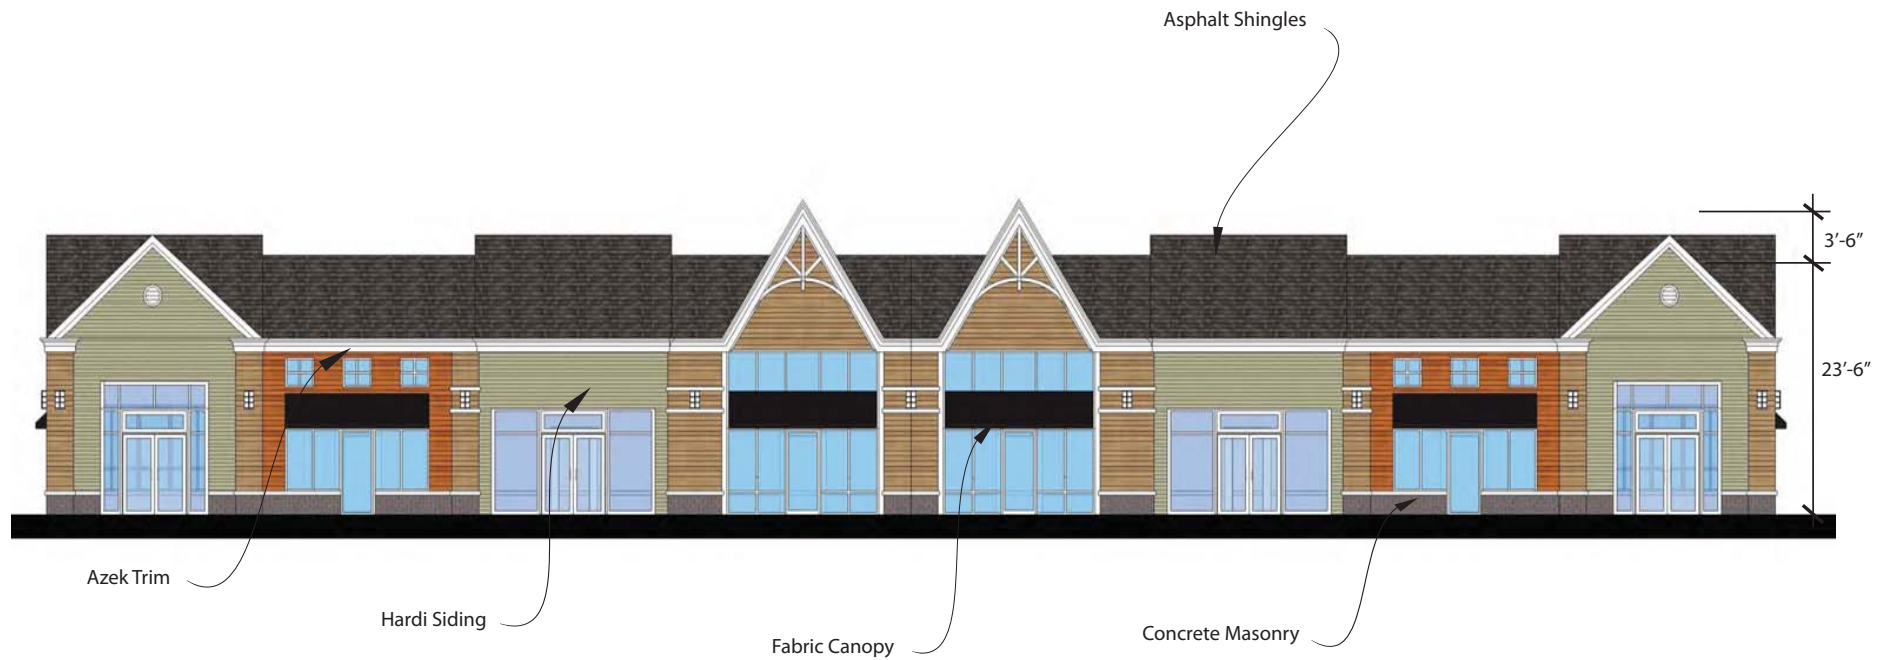 Asphalt Shingles
3’-6”
23’-6”
Azek Trim
Hardi Siding
Fabric Canopy
Concrete Masonry